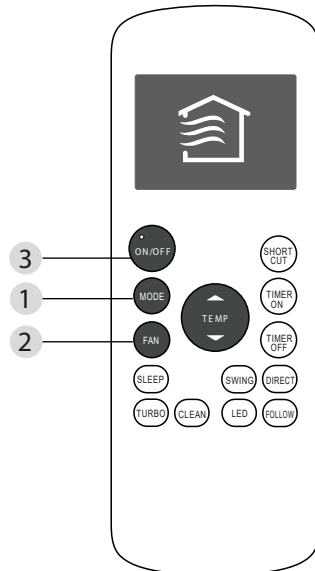 3
ON/OFF
SHORT
CUT
1
MODE
TEMP
TIMER
ON
2
FAN
TIMER
OFF
SLEEP
SWING
DIRECT
TURBO
CLEAN
LED
FOLLOW